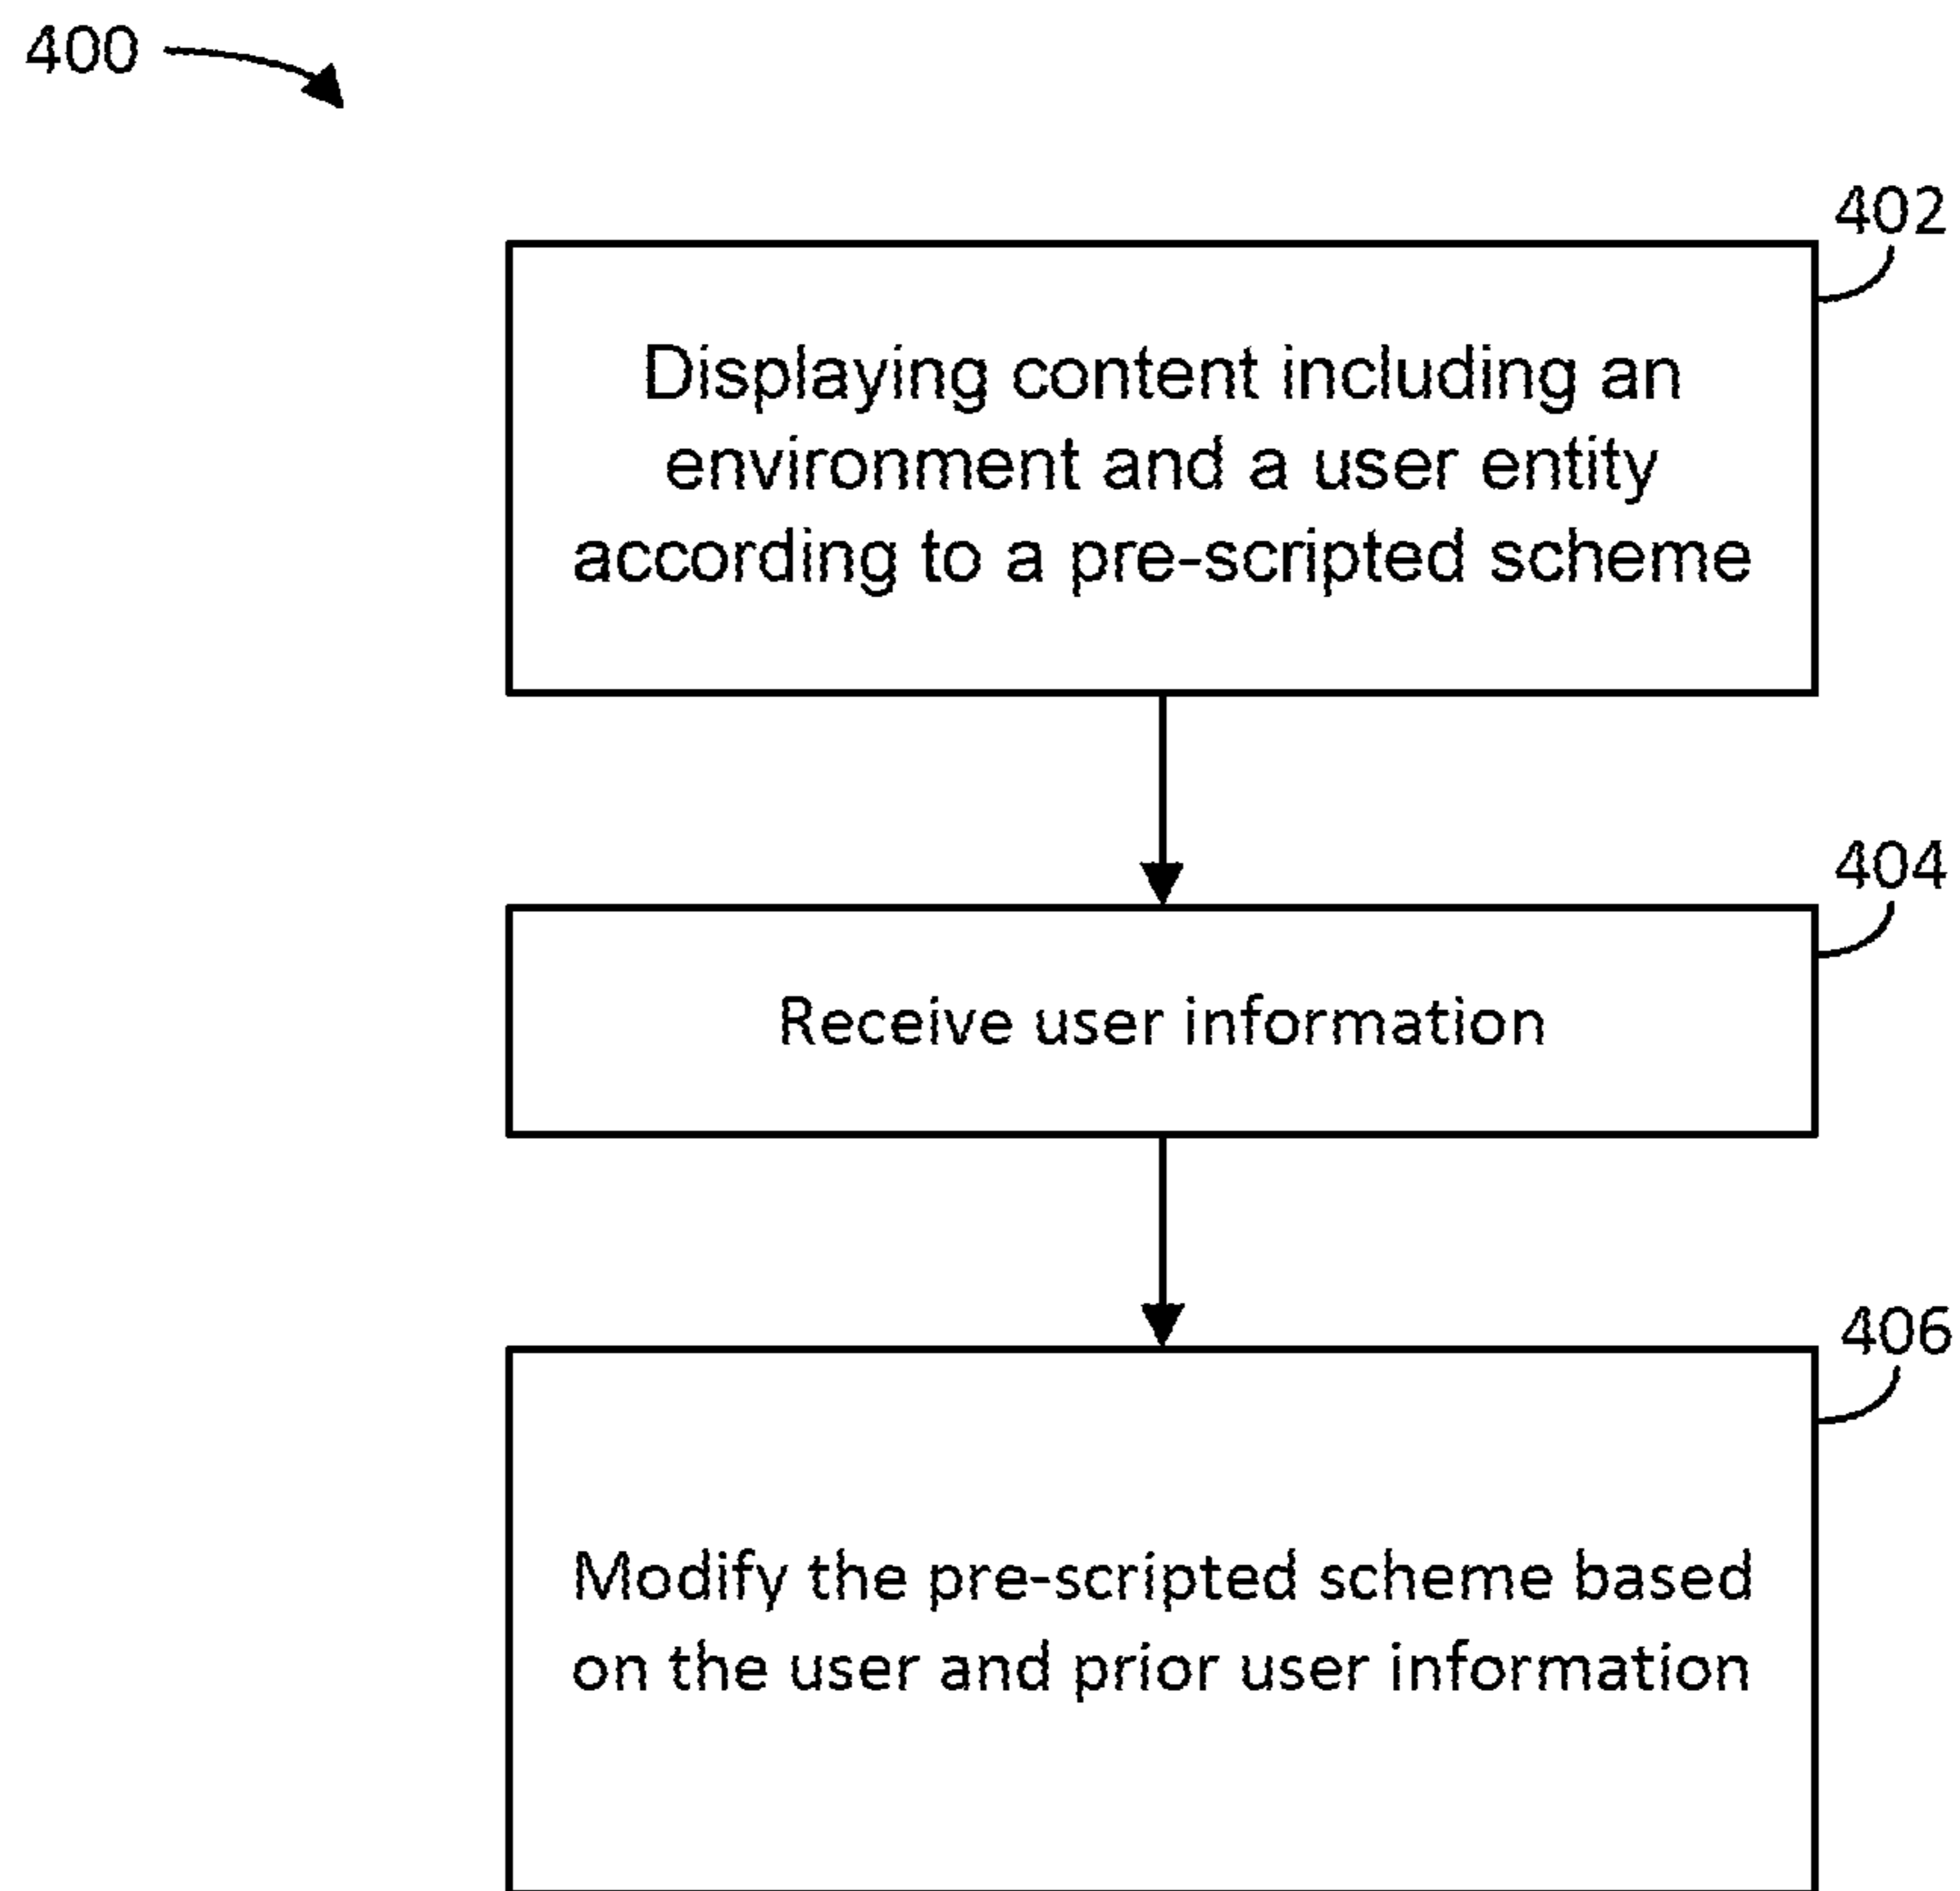 400
402
Displaying content including an
environment and a user entity
according to a pre-scripted scheme
404
Receive user information
406
Modify the pre-scripted scheme based
on the user and prior user information